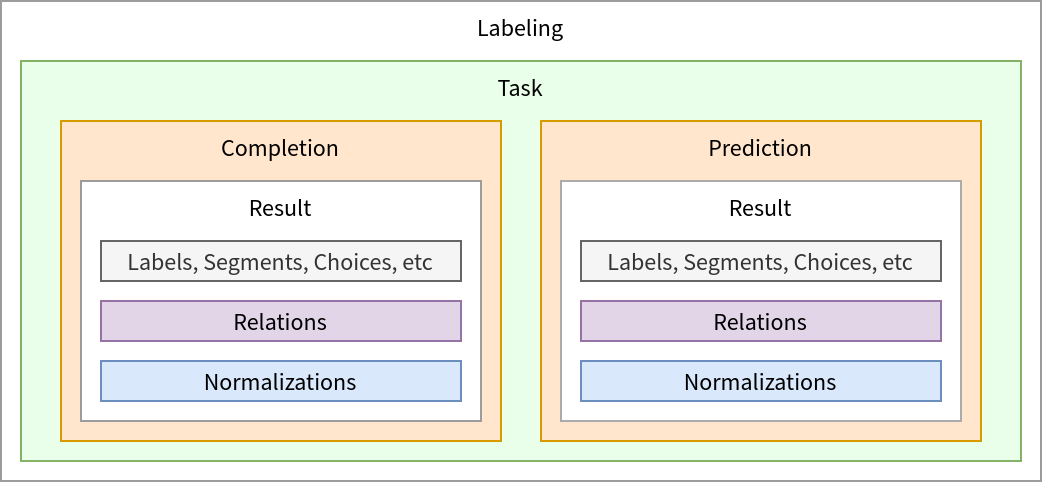 Labeling
Task
Completion
Result
Labels, Segments, Choices, etc
Relations
Normalizations
Prediction
Result
Labels, Segments, Choices, etc
Relations
Normalizations